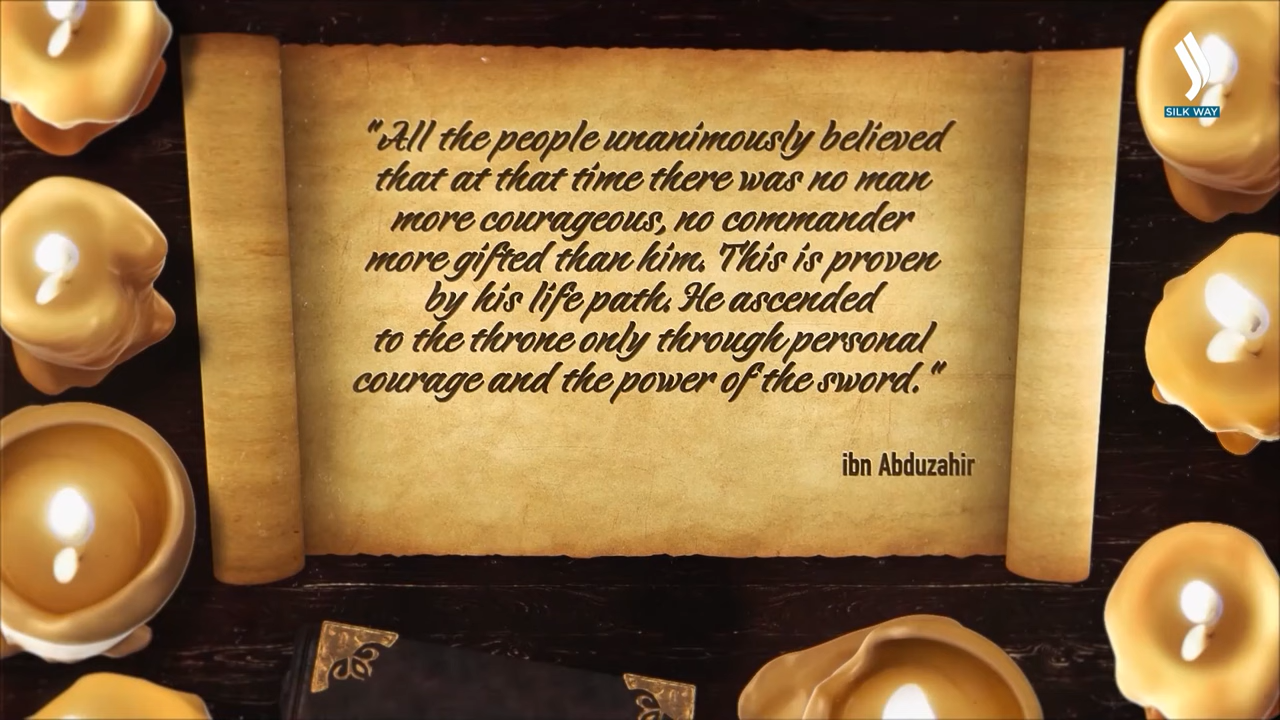 SILK WAY
"All the people unanimously believed
that at that time there was no man
more courageous, no commander
more gifted than him. This is proven
by his life path. He ascended
to the throne only through personal
courage and the power of the sword."
ibn Abduzahir